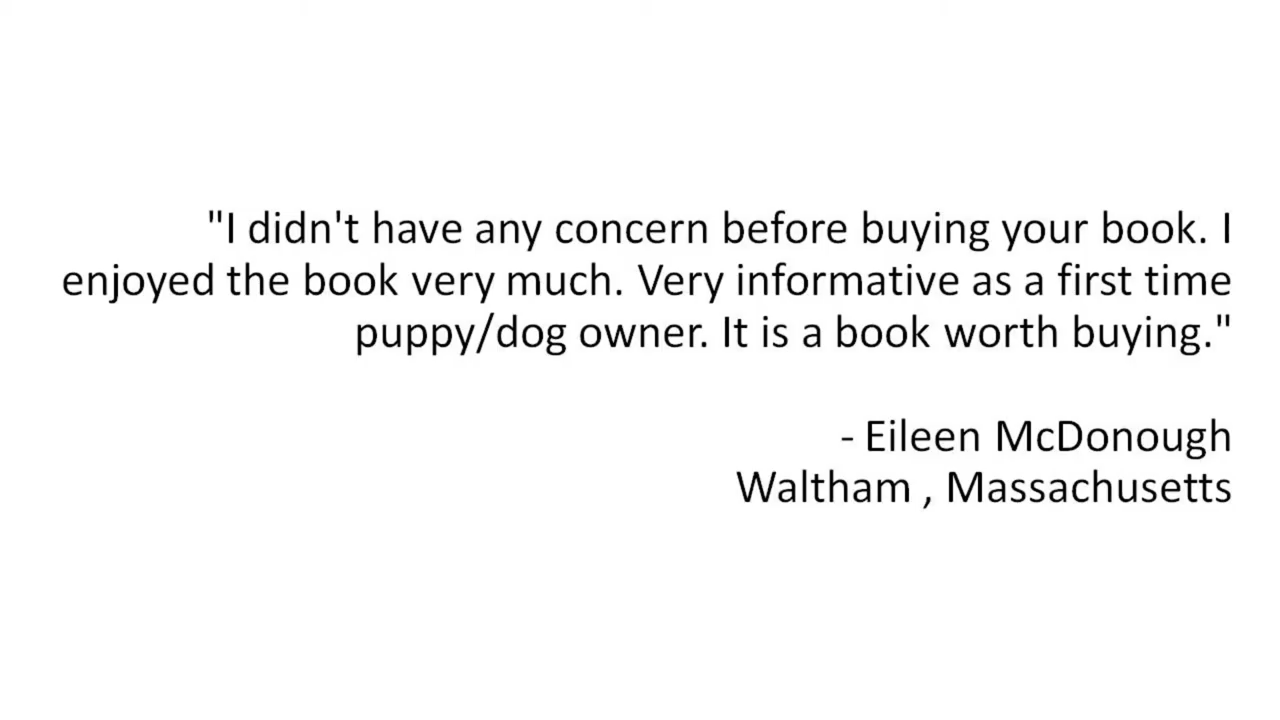 "I didn't have any concern before buying your book. I
enjoyed the book very much. Very informative as a first time
puppy/dog owner. It is a book worth buying."
- Eileen McDonough
Waltham , Massachusetts